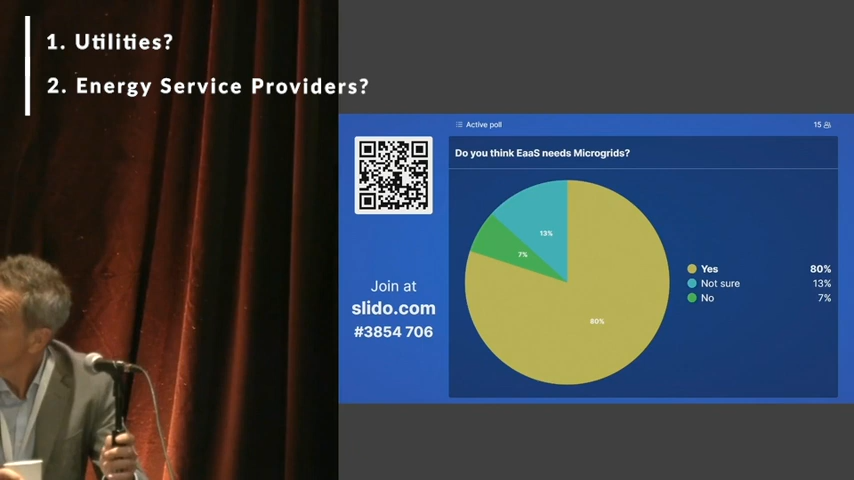 1. Utilities?
2. Energy Service Providers?
Active poll
15
Do you think EaaS needs Microgrids?
13%
7%
80%
Yes 80%
Not sure 13%
No 7%
Join at
slido.com
#3854 706